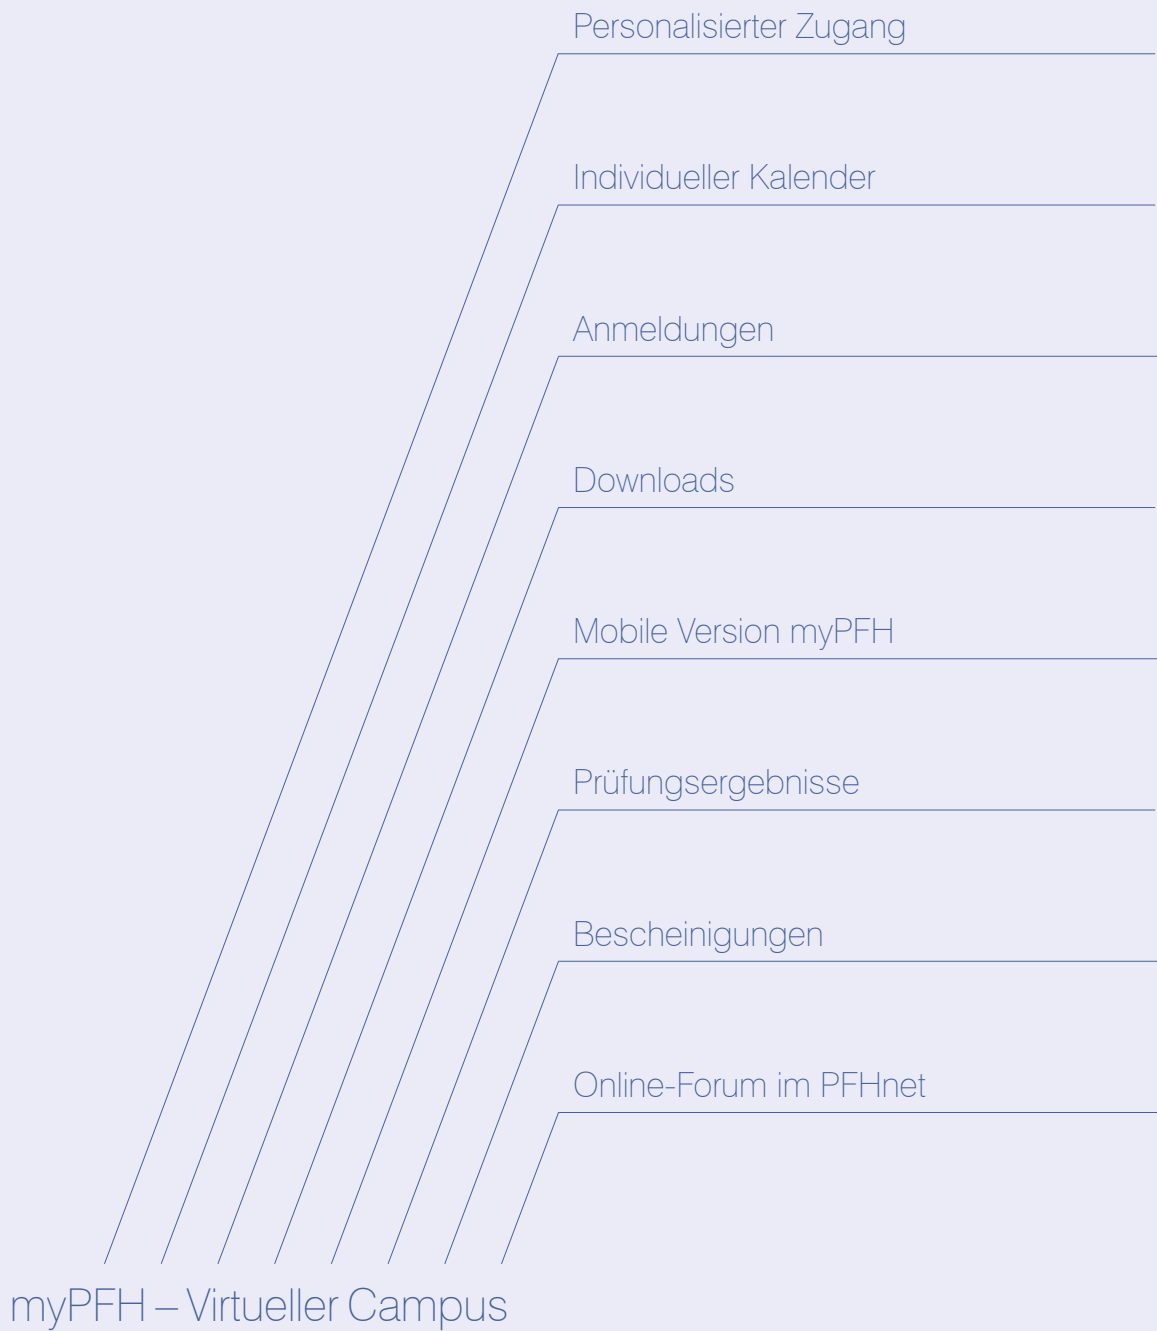 Personalisierter Zugang
Individueller Kalender
Anmeldungen
Downloads
Mobile Version myPFH
Prüfungsergebnisse
Bescheinigungen
Online-Forum im PFHnet
myPFH – Virtueller Campus